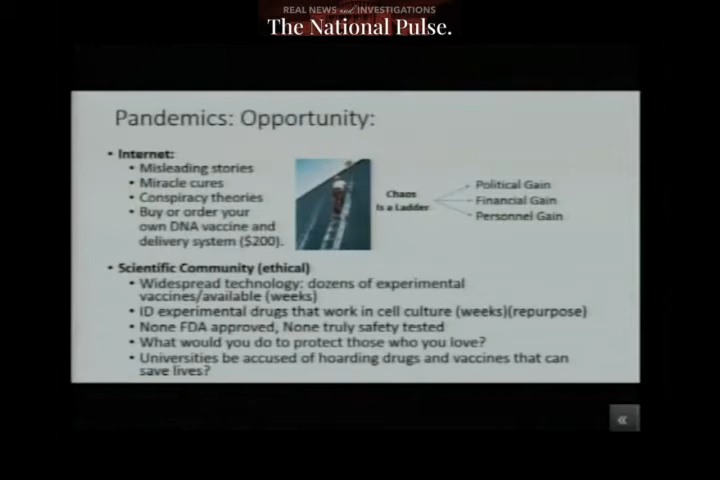 REAL NEWS and INVESTIGATIONS
The National Pulse.
Pandemics: Opportunity:
• Internet:
• Misleading stories
• Miracle cures
• Conspiracy theories
• Buy or order your
own DNA vaccine and
delivery system ($200).
Chaos
Is a Ladder
Political Gain
Financial Gain
Personnel Gain
• Scientific Community (ethical)
• Widespread technology: dozens of experimental
vaccines/available (weeks)
• ID experimental drugs that work in cell culture (weeks)(repurpose)
• None FDA approved, None truly safety tested
• What would you do to protect those who you love?
• Universities be accused of hoarding drugs and vaccines that can
save lives?
«